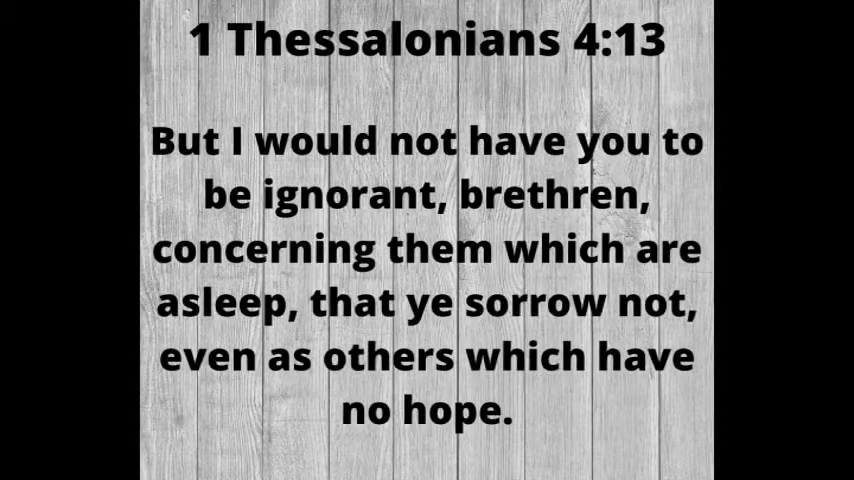 1 Thessalonians 4:13
But I would not have you to
be ignorant, brethren,
concerning them which are
asleep, that ye sorrow not,
even as others which have
no hope.